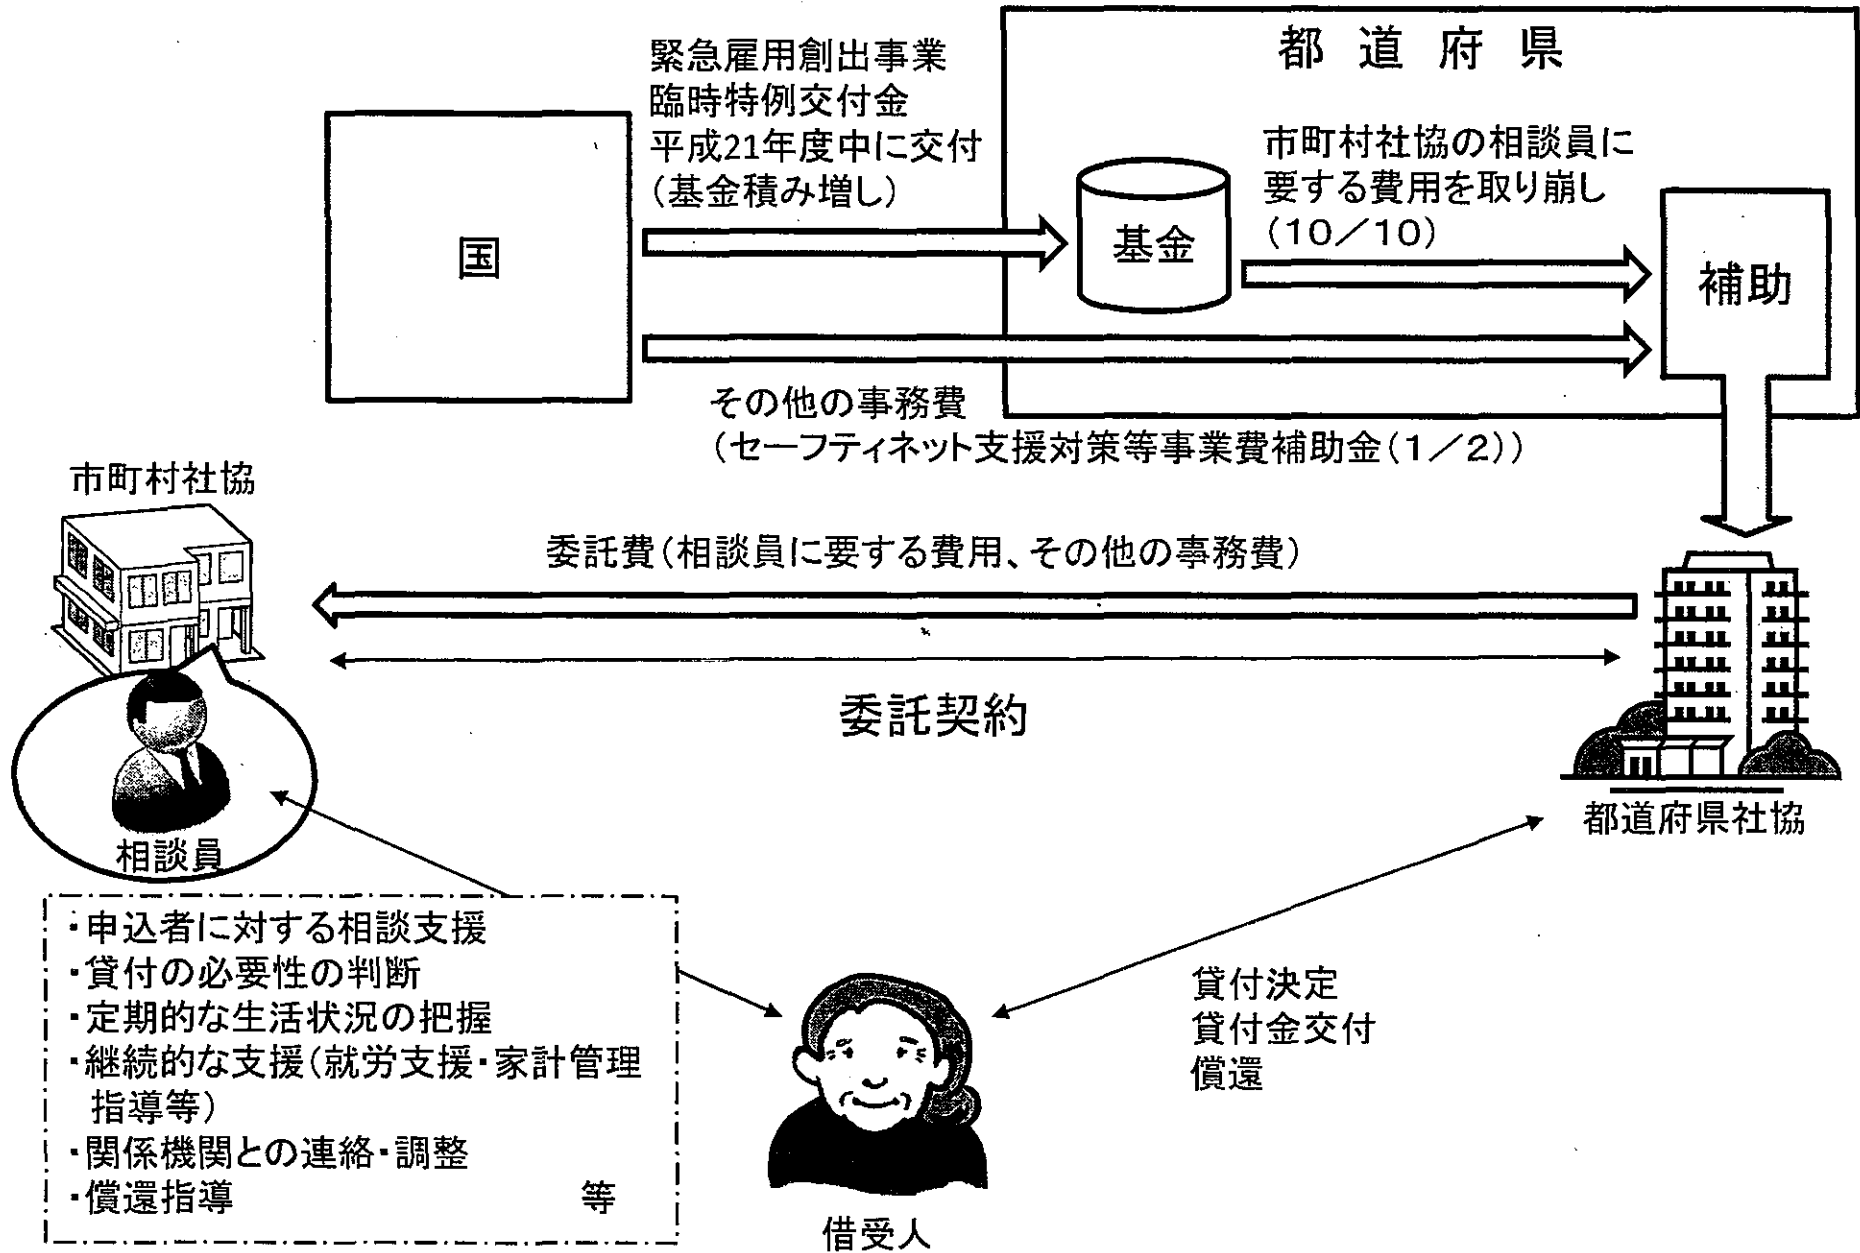 都道府県
緊急雇用創出事業
臨時特例交付金
平成21年度中に交付
（基金積み増し）
市町村社協の相談員に
要する費用を取り崩し
（10／10）
国
基金
補助
その他の事務費
（セーフティネット支援対策等事業費補助金（1／2））
市町村社協
委託費（相談員に要する費用、その他の事務費）
委託契約
都道府県社協
相談員
・申込者に対する相談支援
・貸付の必要性の判断
・定期的な生活状況の把握
・継続的な支援（就労支援・家計管理
指導等）
・関係機関との連絡・調整
・償還指導 等
貸付決定
貸付金交付
償還
借受人